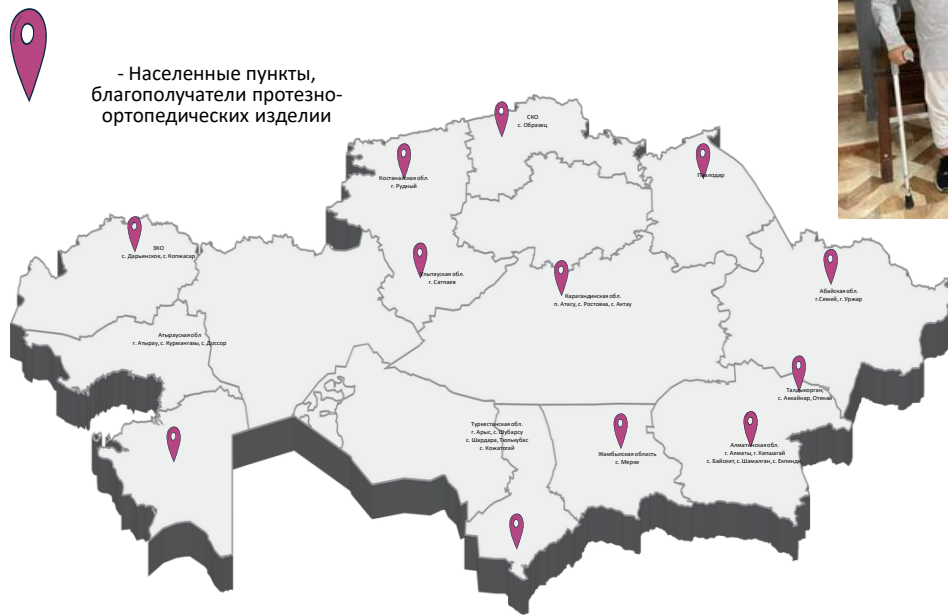 - Населенные пункты,
благополучатели протезно-
ортопедических изделии
СКО
с. Образец
Костанайская обл.
г. Рудный
Павлодар
ЗКО
с. Дарьинское, с. Копжасар
Улытауская обл.
г. Сатпаев
Карагандинская обл.
п. Атасу, с. Ростовка, с. Актау
Абайская обл.
г.Семей, г. Уржар
Атырауская обл
г. Атырау, с. Курмангазы, с. Доссор
Талдыкорган,
с. Аккайнар, Отенай
Туркестанская обл.
г. Арыс, с. Шубарсу
с. Шардара, Тюлькубас
с. Кожатогай
Жамбылская область
с. Мерке
Алматинская обл.
г. Алматы, г. Капшагай
с. Байсеит, с. Шамалган, с. Екпинди